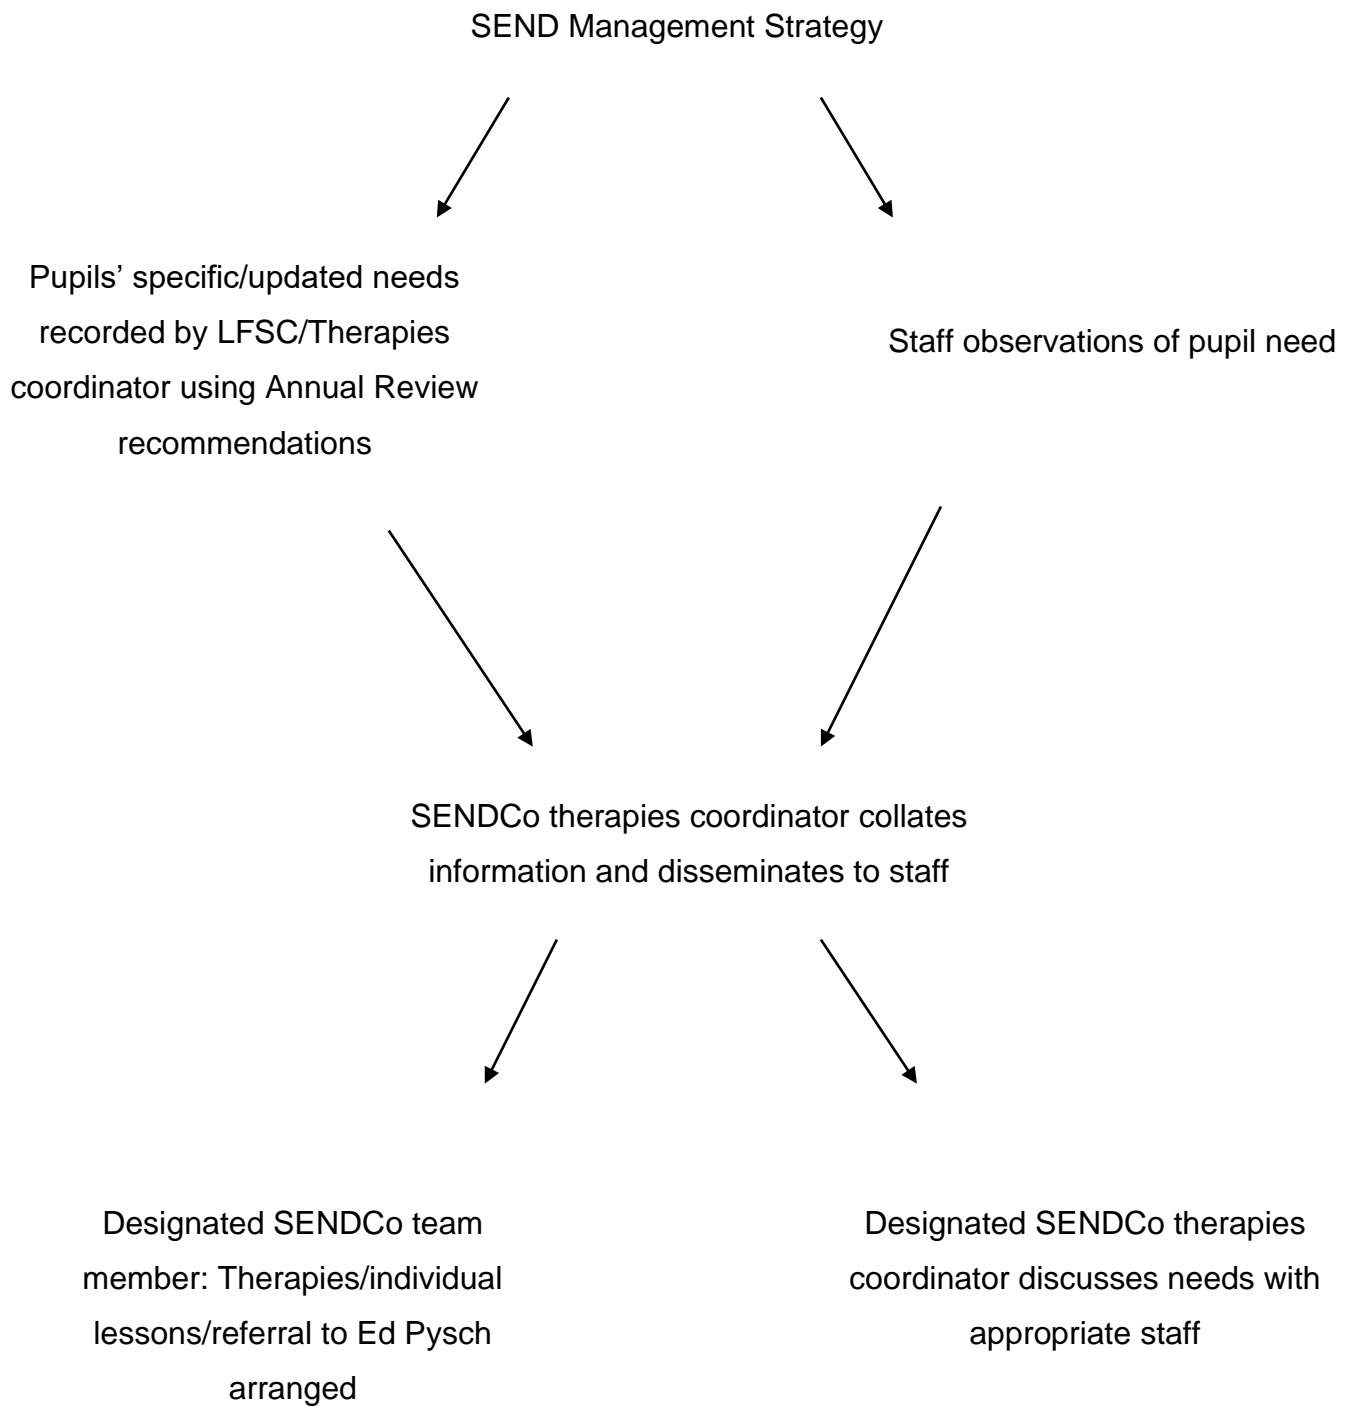 SEND Management Strategy
Pupils’ specific/updated needs
recorded by LFSC/Therapies
coordinator using Annual Review
recommendations
Staff observations of pupil need
SENDCo therapies coordinator collates
information and disseminates to staff
Designated SENDCo team
member: Therapies/individual
lessons/referral to Ed Pysch
arranged
Designated SENDCo therapies
coordinator discusses needs with
appropriate staff